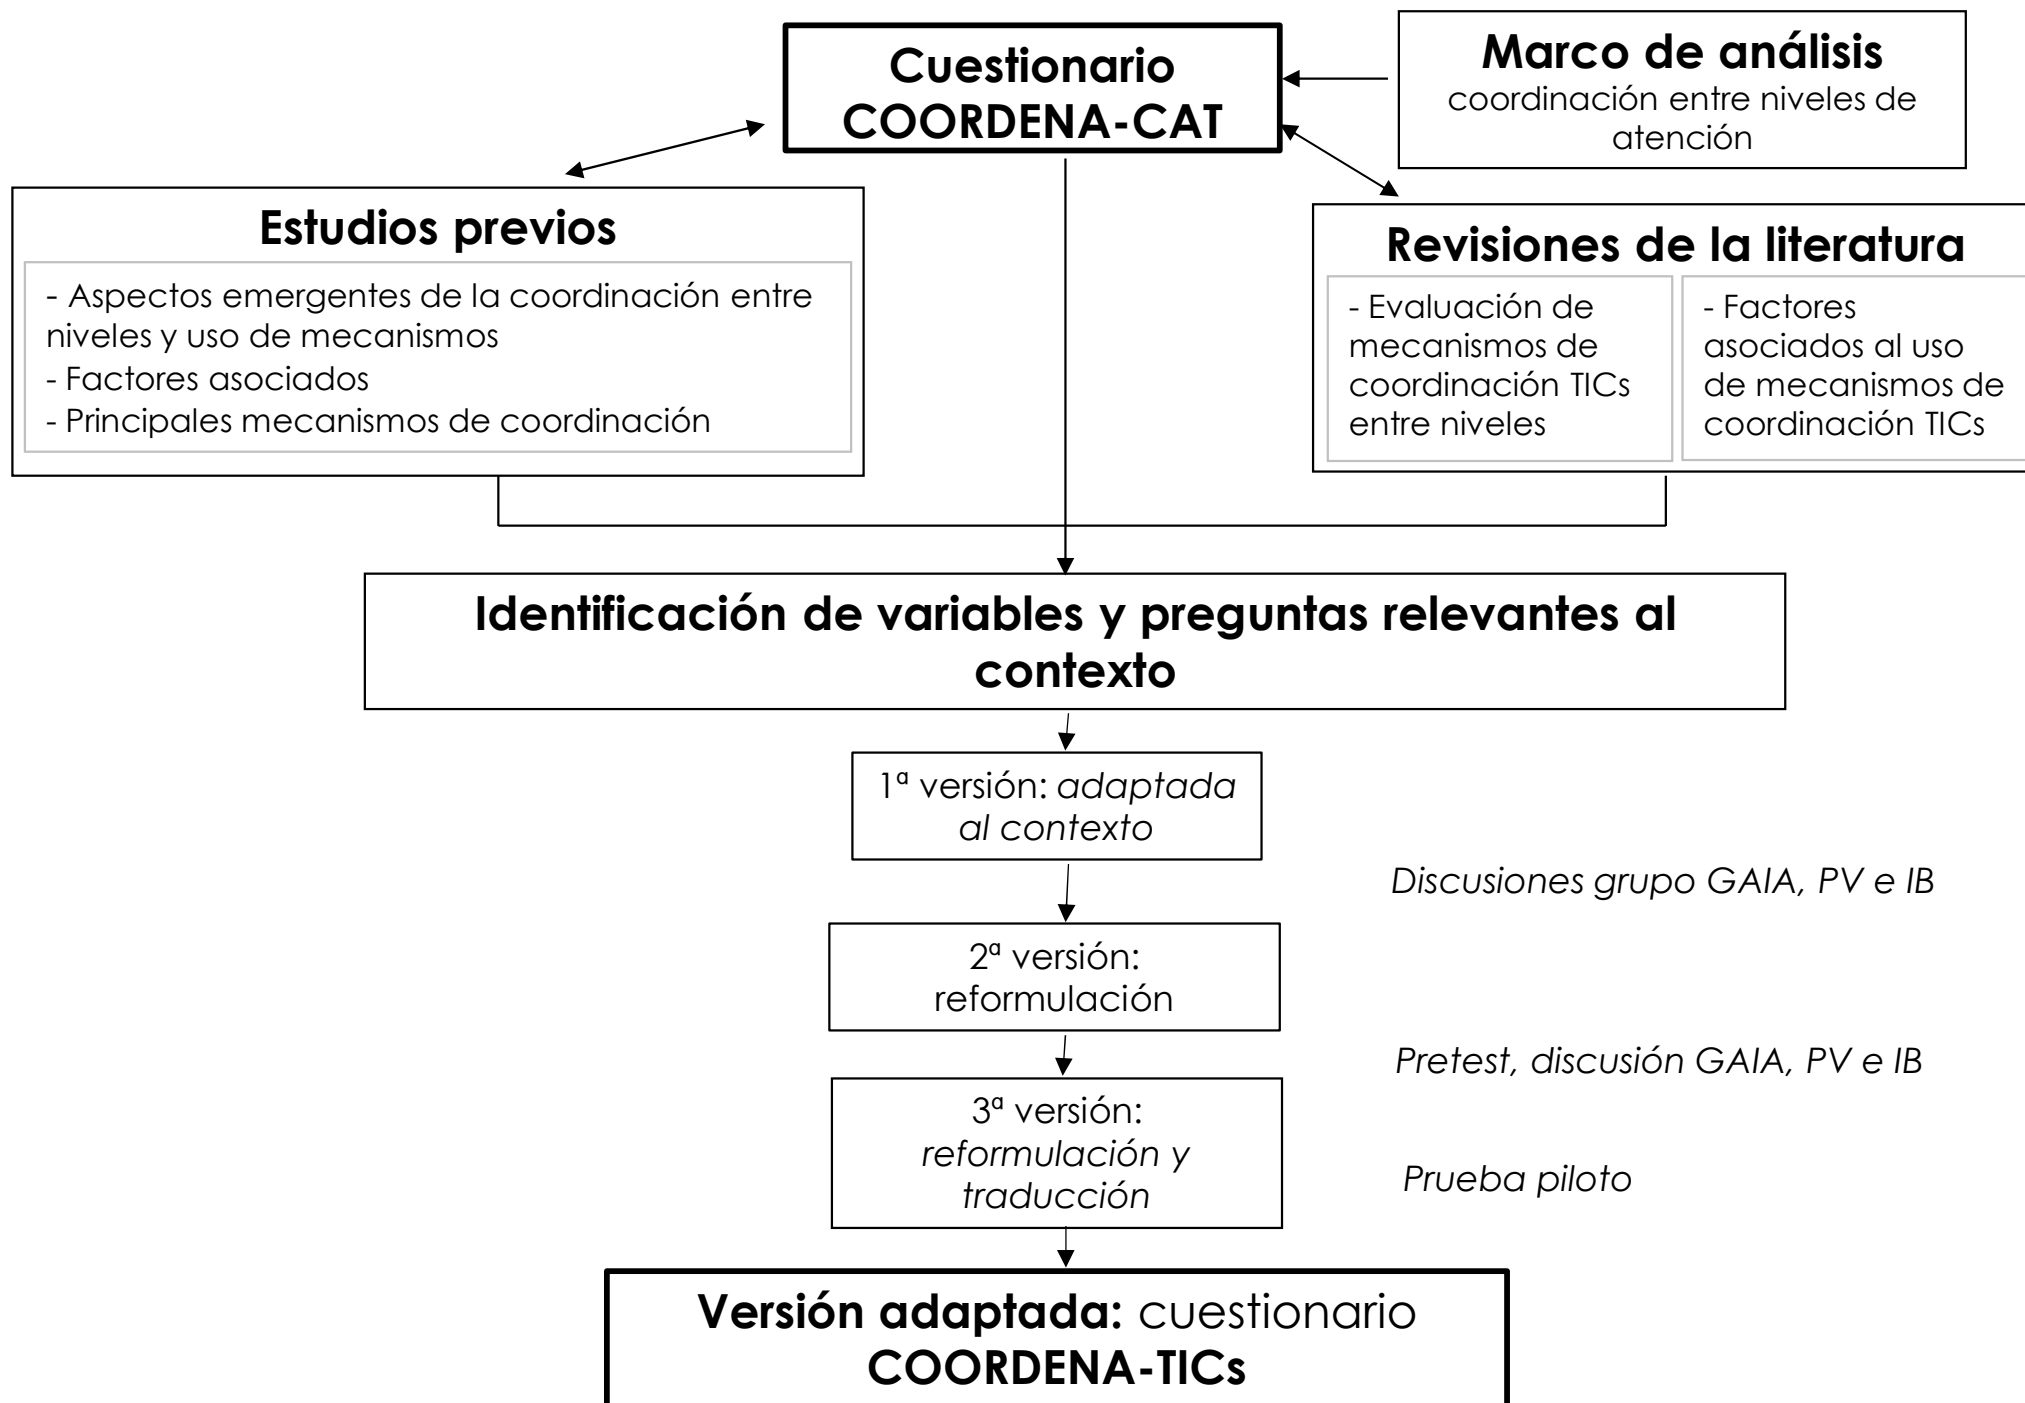 Cuestionario
COORDENA-CAT
Marco de análisis
coordinación entre niveles de
atención
Estudios previos
- Aspectos emergentes de la coordinación entre
niveles y uso de mecanismos
- Factores asociados
- Principales mecanismos de coordinación
Revisiones de la literatura
- Evaluación de
mecanismos de
coordinación TICs
entre niveles
- Factores
asociados al uso
de mecanismos de
coordinación TICs
Identificación de variables y preguntas relevantes al
contexto
1ª versión: adaptada
al contexto
Discusiones grupo GAIA, PV e IB
2ª versión:
reformulación
Pretest, discusión GAIA, PV e IB
3ª versión:
reformulación y
traducción
Prueba piloto
Versión adaptada: cuestionario
COORDENA-TICs